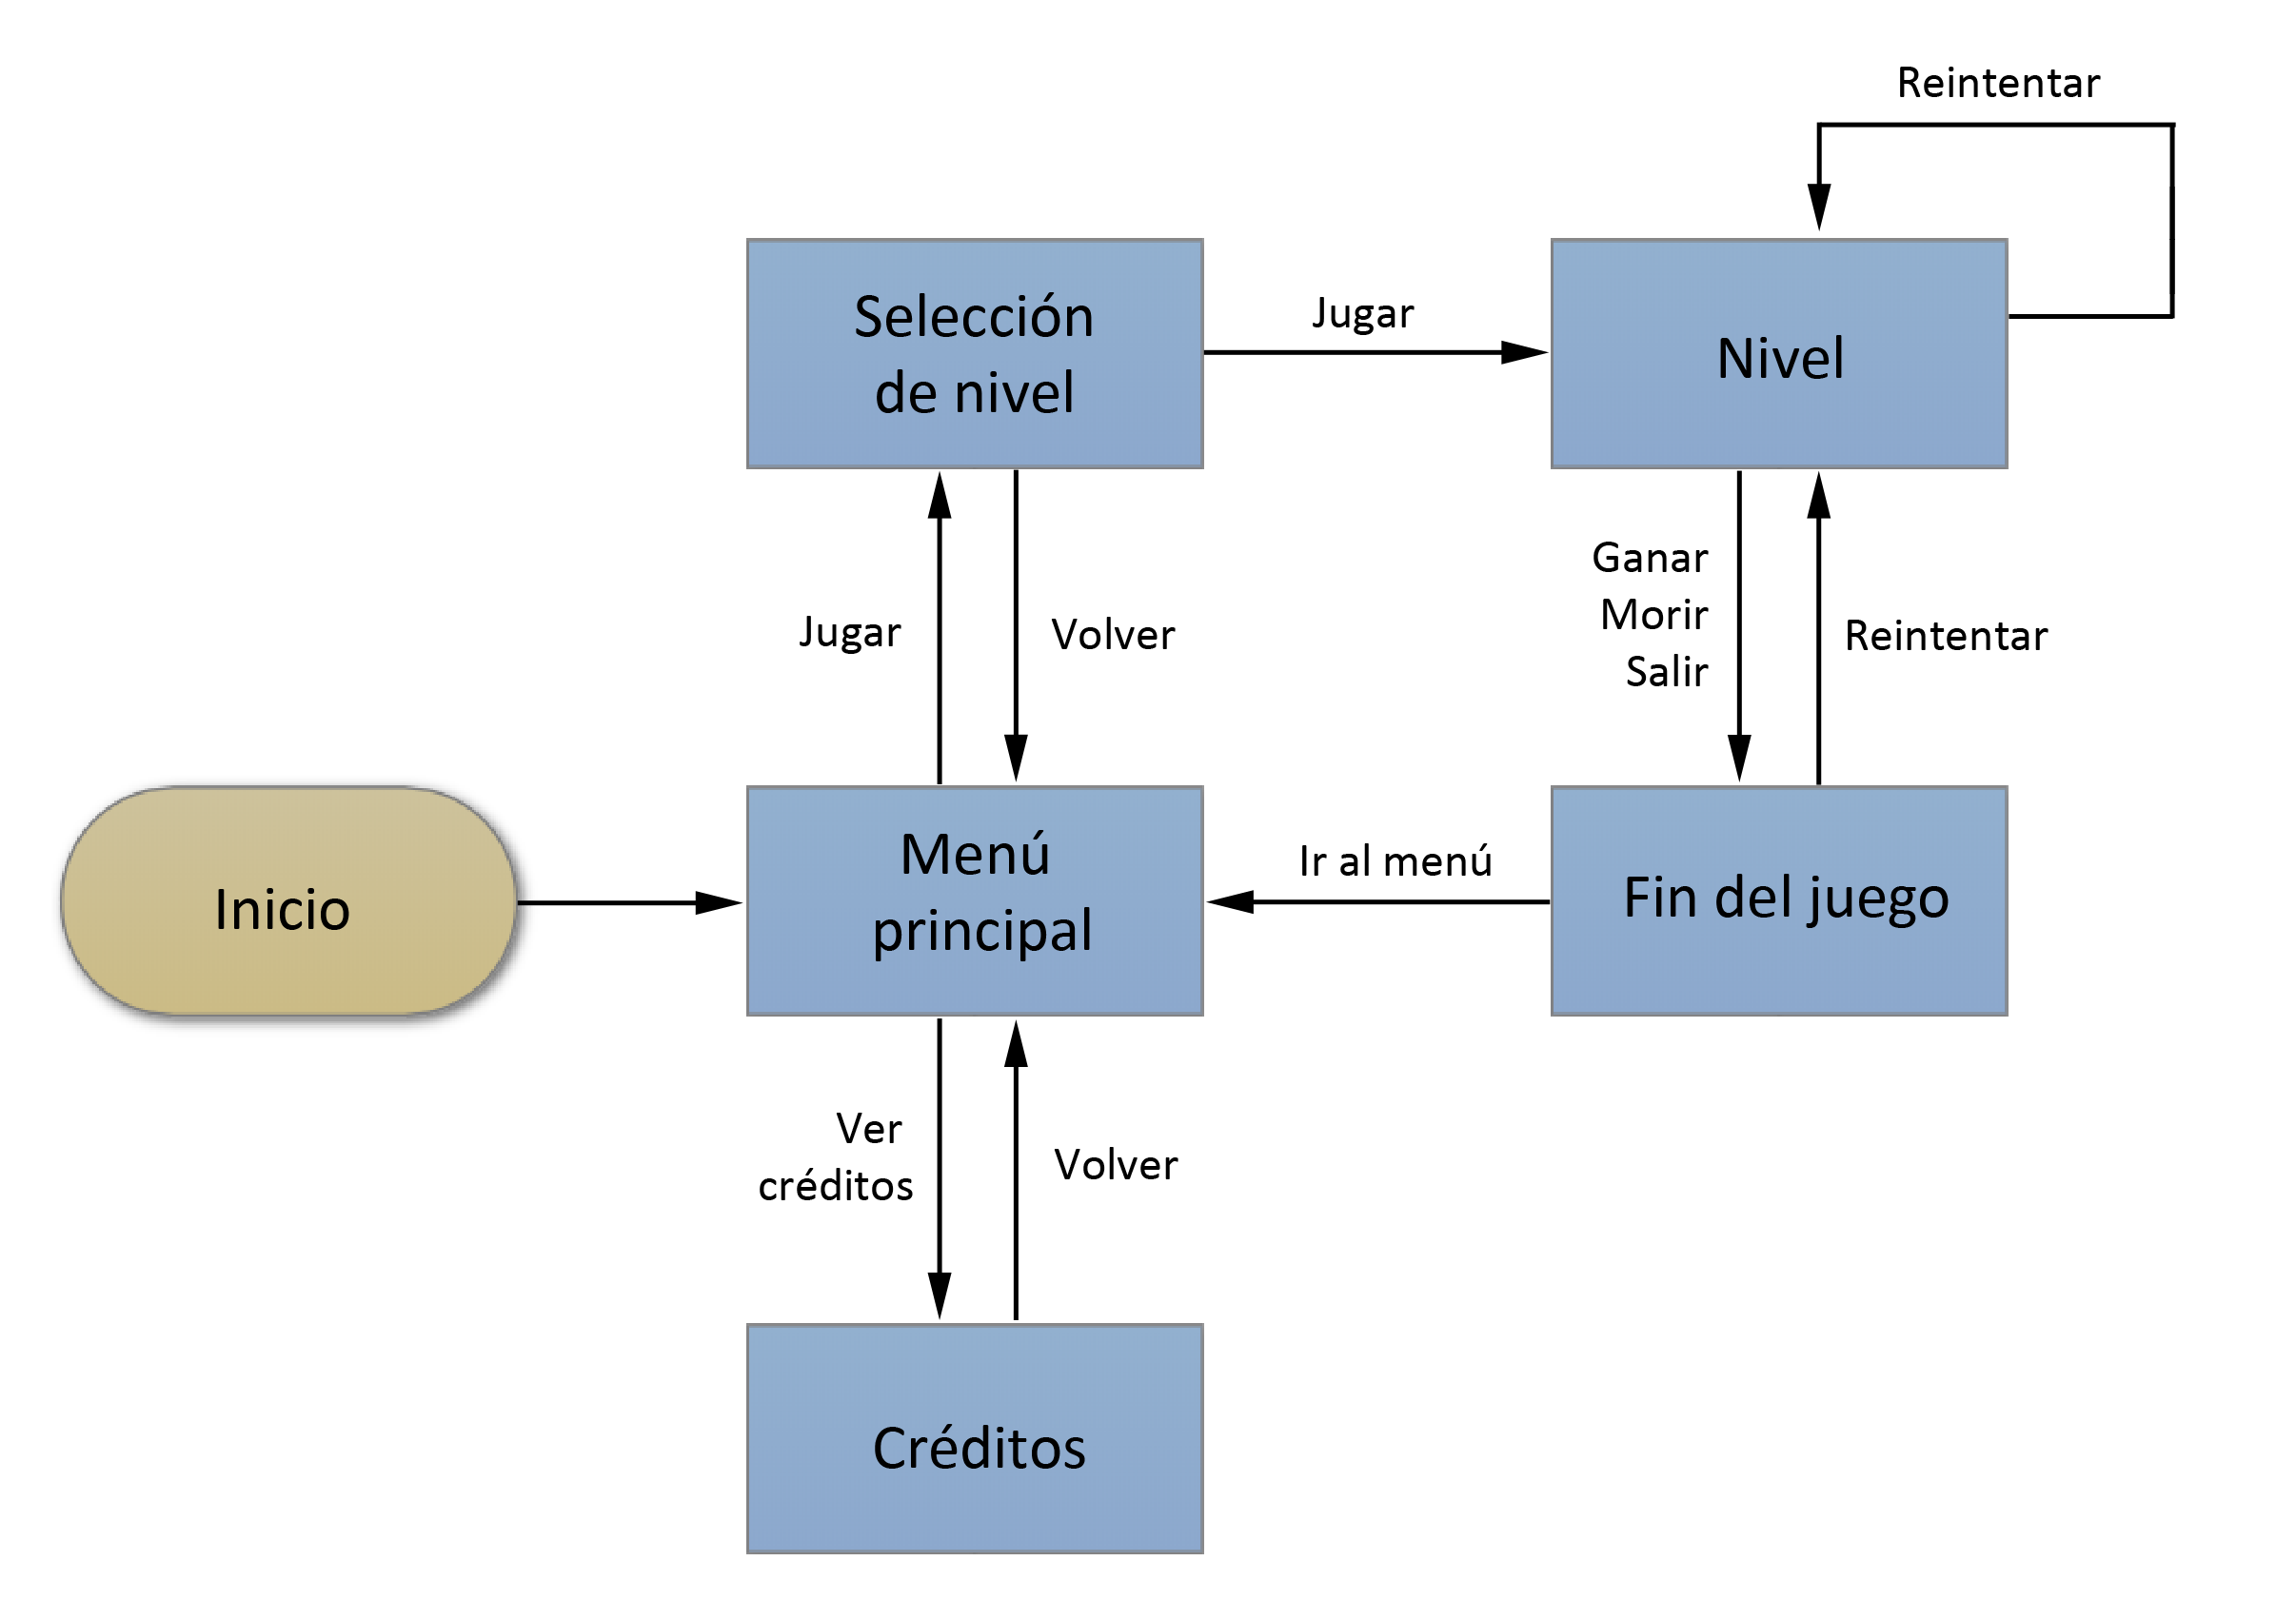 Reintentar
Selección
de nivel
Jugar
Nivel
Jugar
Volver
Ganar
Morir
Salir
Reintentar
Inicio
Menú
principal
Ir al menú
Fin del juego
Ver
créditos
Volver
Créditos